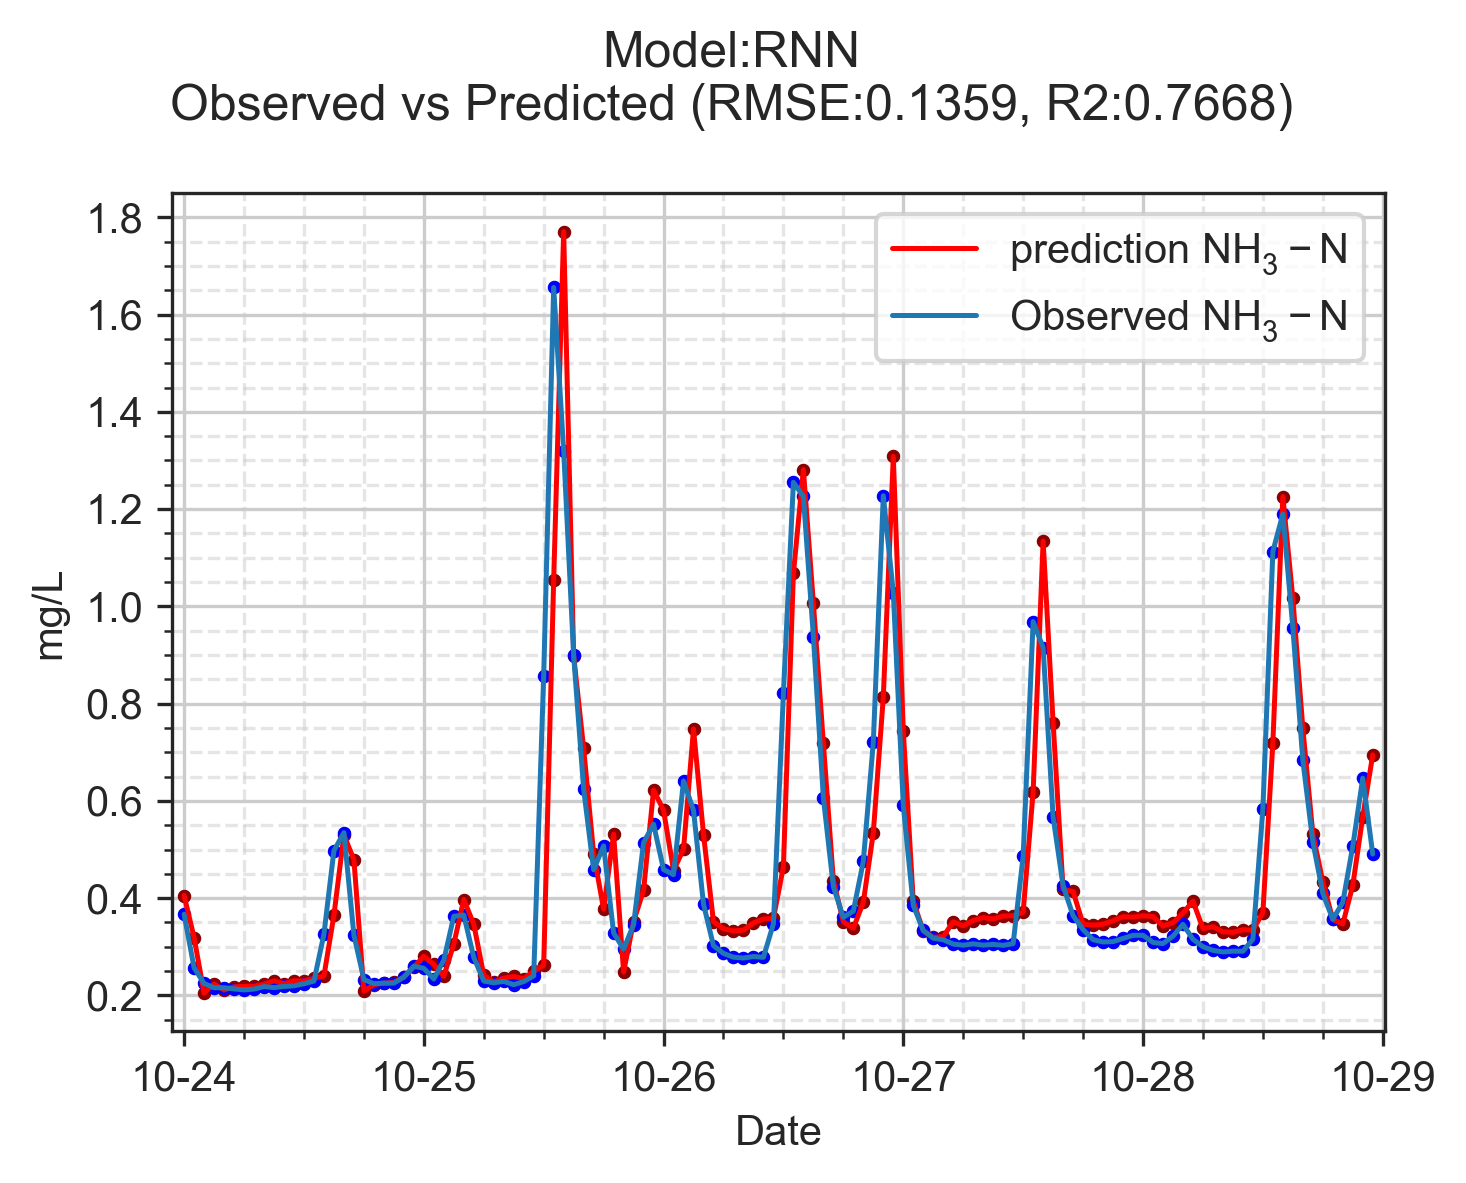 Model:RNN
Observed vs Predicted (RMSE:0.1359, R2:0.7668)
prediction NH₃ − N
Observed NH₃ − N
1.8
1.6
1.4
1.2
1.0
0.8
0.6
0.4
0.2
mg/L
10-24 10-25 10-26 10-27 10-28 10-29
Date